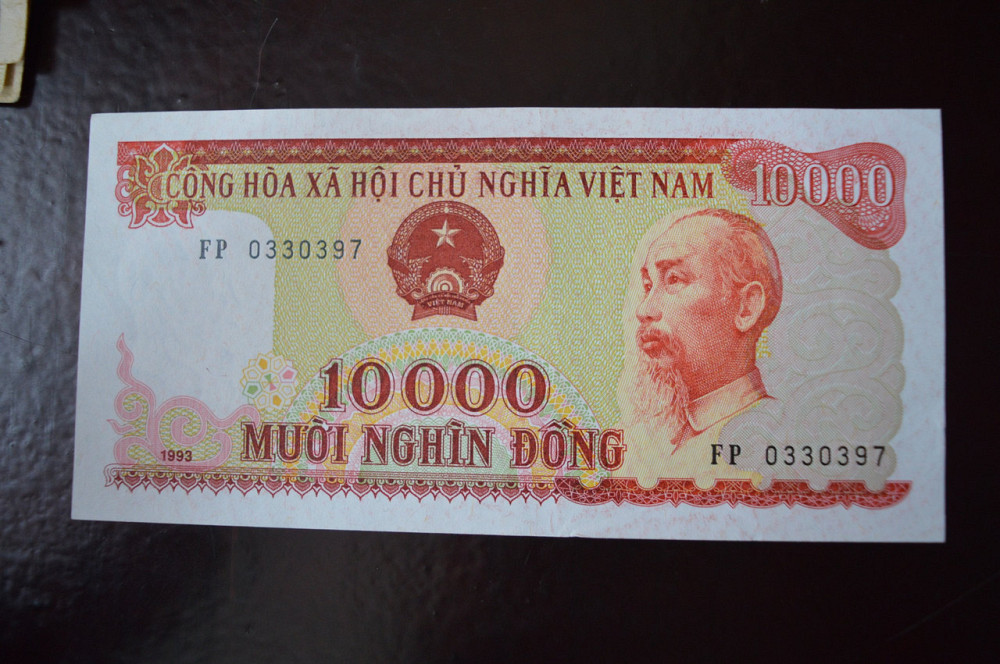 CỘNG HÒA XÃ HỘI CHỦ NGHĨA VIỆT NAM
10000
FP 0330397
VIỆT NAM
10000
MƯỜI NGHÌN ĐỒNG
1993
FP 0330397